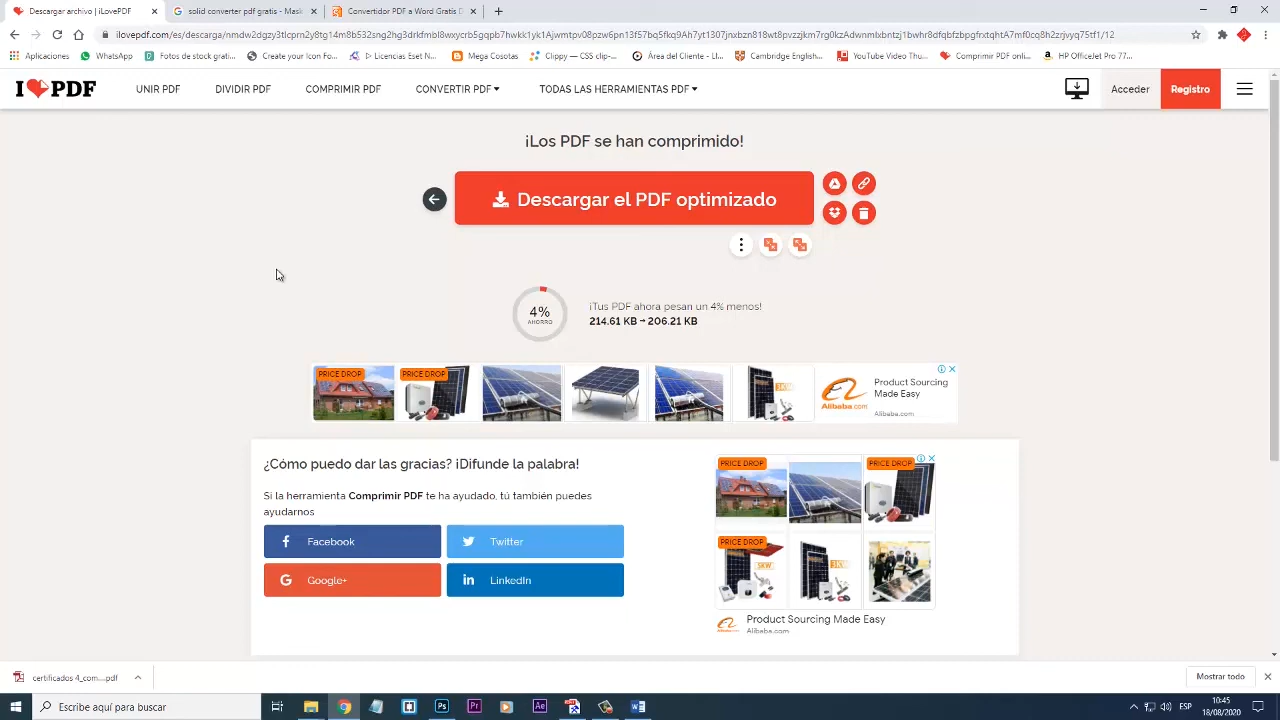 Descargar archivo | iLovePDF
solid converter pdf gratis - Mask
Convertidor PDF a Word Gratis D
Aplicaciones
WhatsApp
Fotos de stock gratui...
Create your Icon Fo...
▷ Licencias Eset N...
Mega Cosotas
Clippy — CSS clip-...
Área del Cliente - Ll...
Cambridge English...
YouTube Video Thu...
Comprimir PDF onli...
HP OfficeJet Pro 77...
I PDF
UNIR PDF
DIVIDIR PDF
COMPRIMIR PDF
CONVERTIR PDF
TODAS LAS HERRAMIENTAS PDF
Acceder
Registro
¡Los PDF se han comprimido!
Descargar el PDF optimizado
4%
AHORRO
¡Tus PDF ahora pesan un 4% menos!
214.61 KB → 206.21 KB
PRICE DROP
PRICE DROP
Alibaba.com
Product Sourcing
Made Easy
Alibaba.com
¿Cómo puedo dar las gracias? ¡Difunde la palabra!
Si la herramienta Comprimir PDF te ha ayudado, tú también puedes
ayudarnos
Facebook
Twitter
Google+
LinkedIn
PRICE DROP
PRICE DROP
PRICE DROP
Product Sourcing Made Easy
Alibaba.com
certificados 4_com....pdf
Mostrar todo
Escribe aquí para buscar
ESP
10:45
18/08/2020